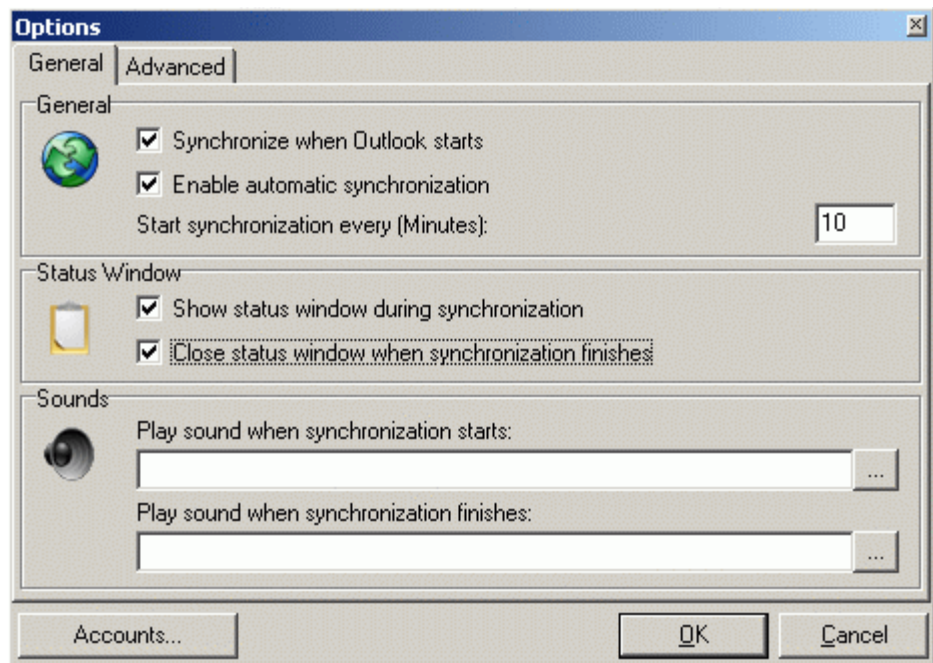 Options
General Advanced
General
Synchronize when Outlook starts
Enable automatic synchronization
Start synchronization every (Minutes): 10
Status Window
Show status window during synchronization
Close status window when synchronization finishes
Sounds
Play sound when synchronization starts:
...
Play sound when synchronization finishes:
...
Accounts... OK Cancel